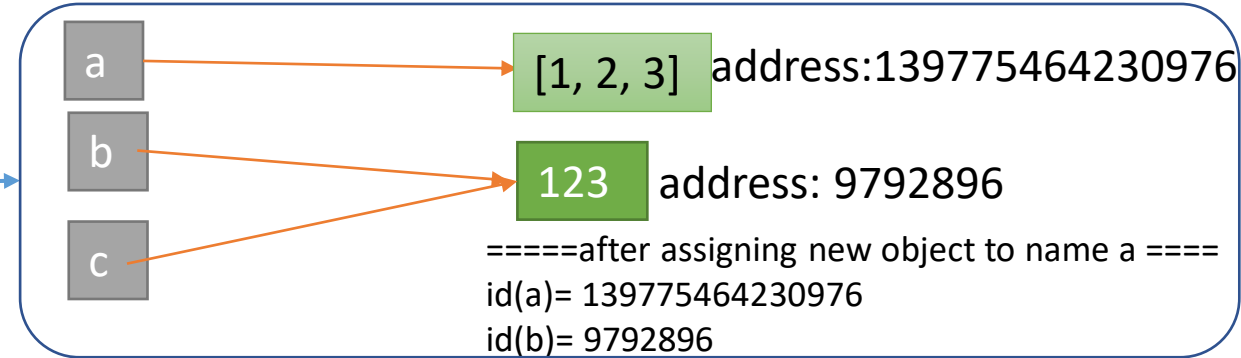 a
[1, 2, 3] address:139775464230976
b
123 address: 9792896
c
=====after assigning new object to name a ====
id(a)= 139775464230976
id(b)= 9792896